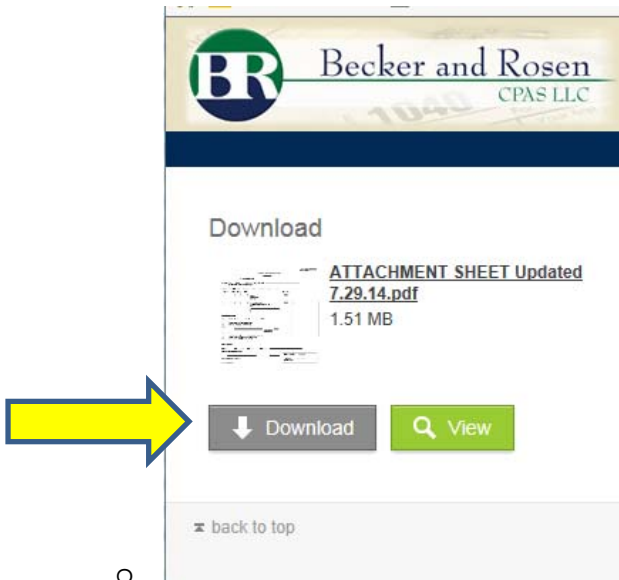 BR
Becker and Rosen
CPAS LLC
1040
Download
ATTACHMENT SHEET Updated
7.29.14.pdf
1.51 MB
Download
View
back to top